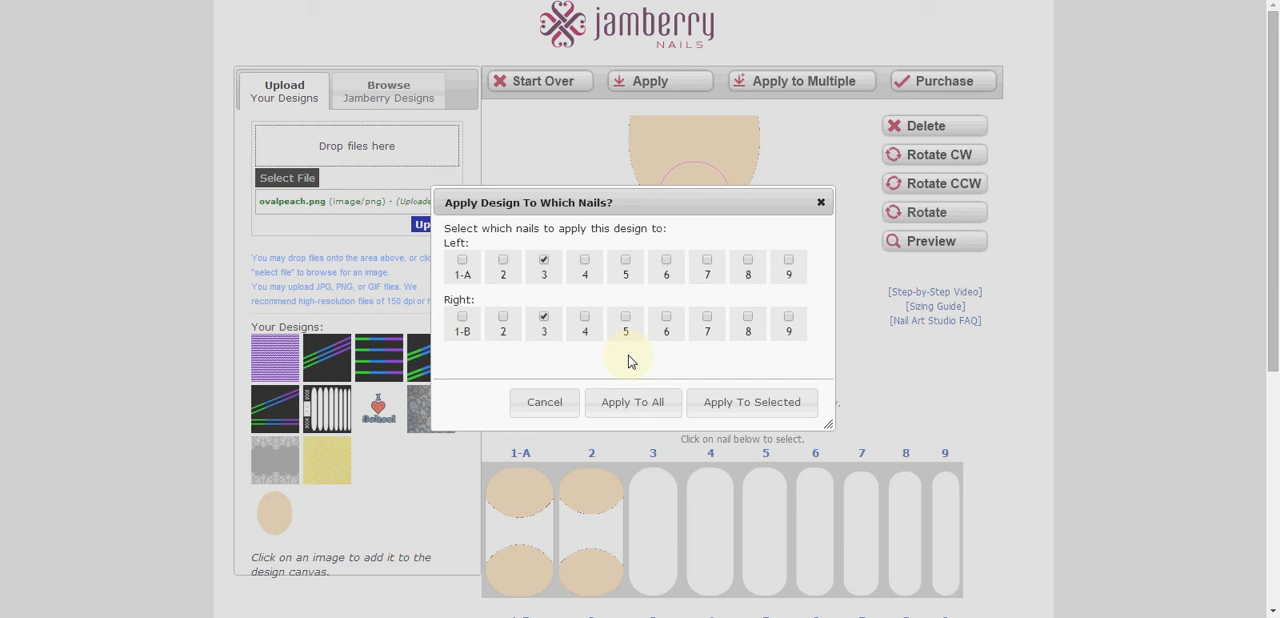 jamberry
NAILS
Upload
Your Designs
Browse
Jamberry Designs
Start Over
Apply
Apply to Multiple
Purchase
Drop files here
Select File
ovalpeach.png (image/png) - (Uploade
Up
You may drop files onto the area above, or clic
"select file" to browse for an image.
You may upload JPG, PNG, or GIF files. We
recommend high-resolution files of 150 dpi or h
Your Designs:
I
School
Click on an image to add it to the
design canvas.
Apply Design To Which Nails?
Select which nails to apply this design to:
Left:
1-A 2 3 4 5 6 7 8 9
Right:
1-B 2 3 4 5 6 7 8 9
Cancel
Apply To All
Apply To Selected
Delete
Rotate CW
Rotate CCW
Rotate
Preview
[Step-by-Step Video]
[Sizing Guide]
[Nail Art Studio FAQ]
Click on nail below to select.
1-A 2 3 4 5 6 7 8 9